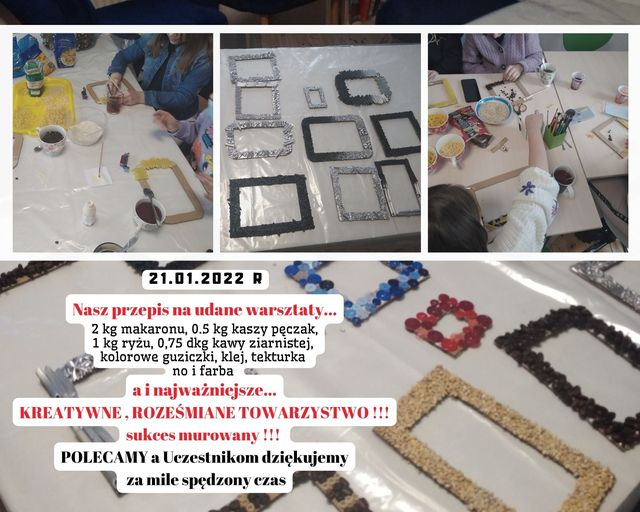 21.01.2022 R
Nasz przepis na udane warsztaty...
2 kg makaronu, 0.5 kg kaszy pęczak,
1 kg ryżu, 0,75 dkg kawy ziarnistej,
kolorowe guziczki, klej, tekturka
no i farba
a i najważniejsze...
KREATYWNE , ROZEŚMIANE TOWARZYSTWO !!!
sukces murowany !!!
POLECAMY a Uczestnikom dziękujemy
za mile spędzony czas